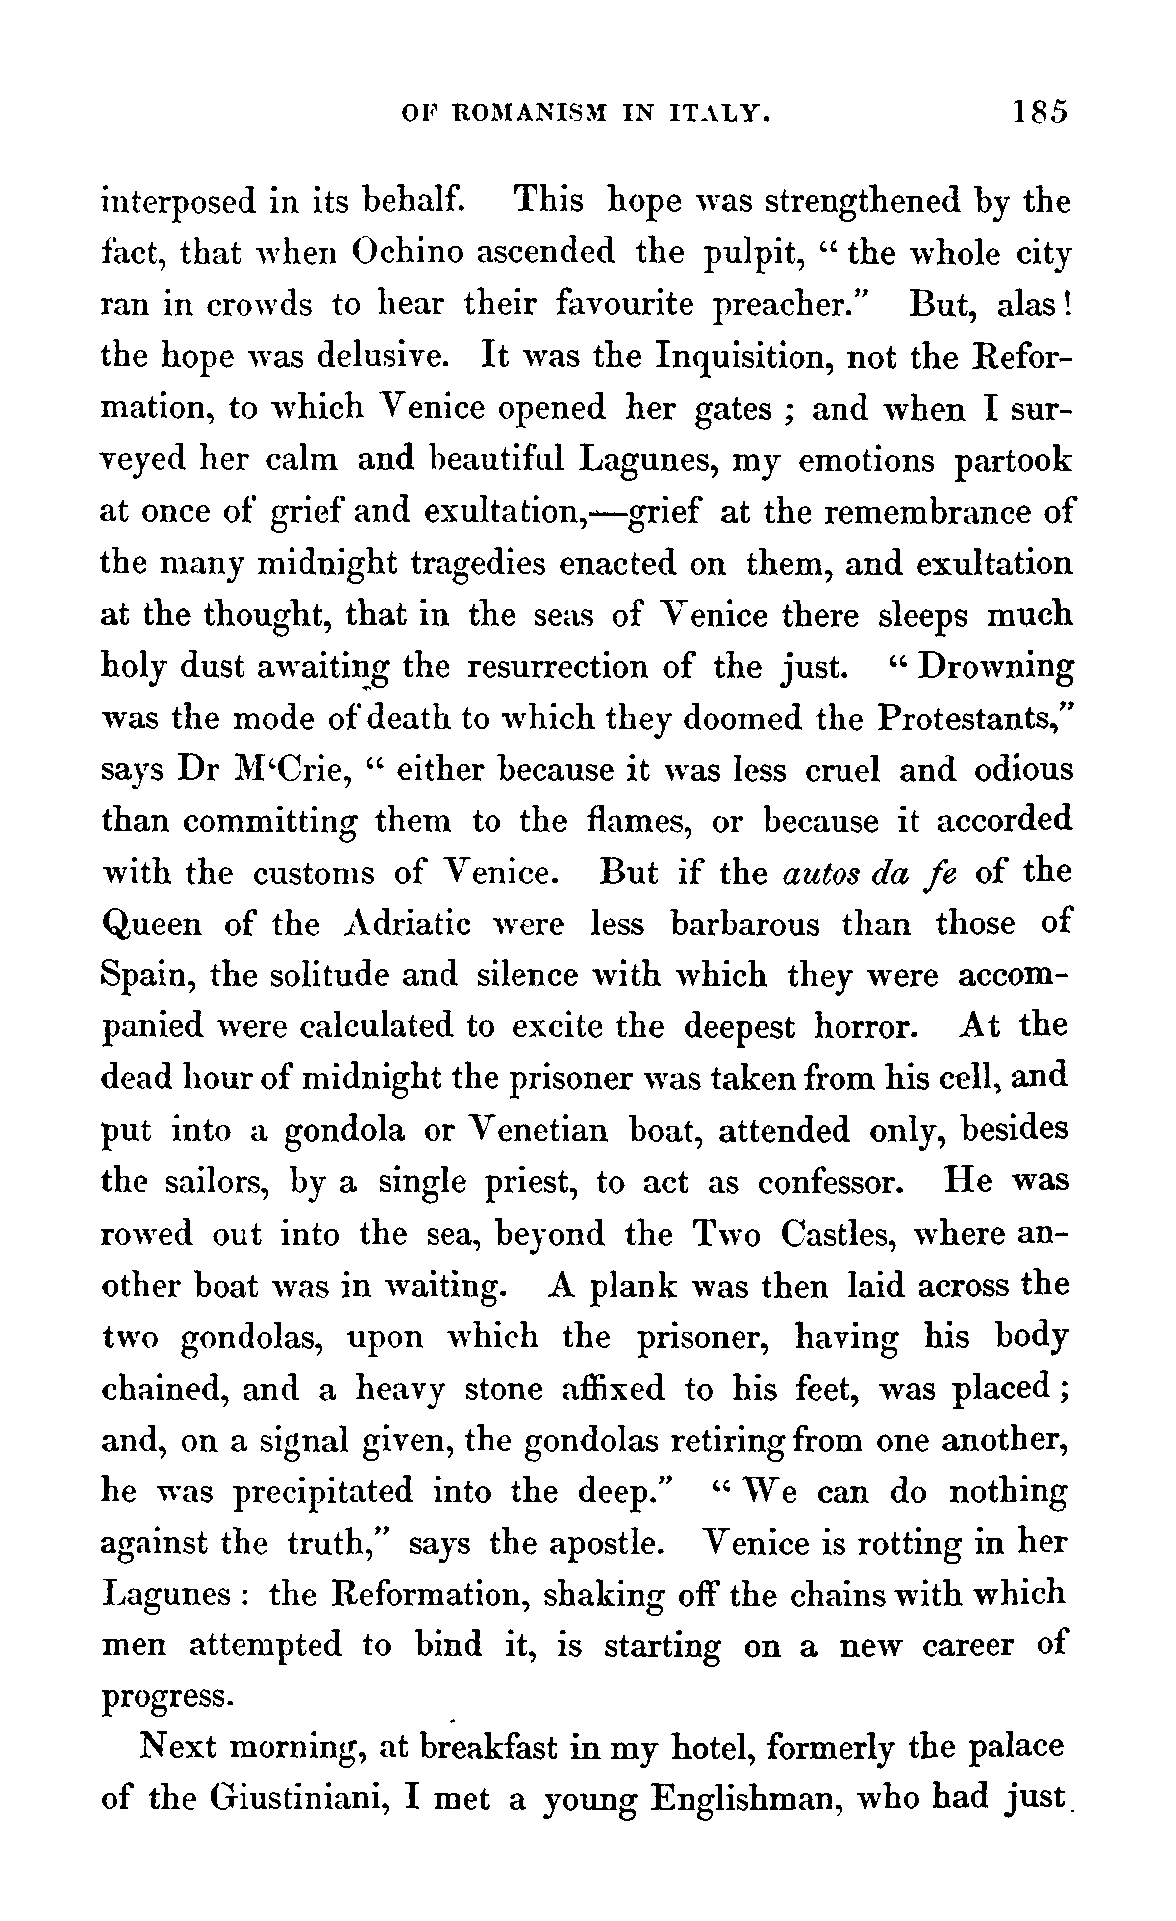 OF ROMANISM IN ITALY. 185
interposed in its behalf. This hope was strengthened by the
fact, that when Ochino ascended the pulpit, “ the whole city
ran in crowds to hear their favourite preacher.” But, alas !
the hope was delusive. It was the Inquisition, not the Refor-
mation, to which Venice opened her gates ; and when I sur-
veyed her calm and beautiful Lagunes, my emotions partook
at once of grief and exultation,—grief at the remembrance of
the many midnight tragedies enacted on them, and exultation
at the thought, that in the seas of Venice there sleeps much
holy dust awaiting the resurrection of the just. “ Drowning
was the mode of death to which they doomed the Protestants,”
says Dr M‘Crie, “ either because it was less cruel and odious
than committing them to the flames, or because it accorded
with the customs of Venice. But if the autos da fe of the
Queen of the Adriatic were less barbarous than those of
Spain, the solitude and silence with which they were accom-
panied were calculated to excite the deepest horror. At the
dead hour of midnight the prisoner was taken from his cell, and
put into a gondola or Venetian boat, attended only, besides
the sailors, by a single priest, to act as confessor. He was
rowed out into the sea, beyond the Two Castles, where an-
other boat was in waiting. A plank was then laid across the
two gondolas, upon which the prisoner, having his body
chained, and a heavy stone affixed to his feet, was placed ;
and, on a signal given, the gondolas retiring from one another,
he was precipitated into the deep.” “ We can do nothing
against the truth,” says the apostle. Venice is rotting in her
Lagunes : the Reformation, shaking off the chains with which
men attempted to bind it, is starting on a new career of
progress.
Next morning, at breakfast in my hotel, formerly the palace
of the Giustiniani, I met a young Englishman, who had just